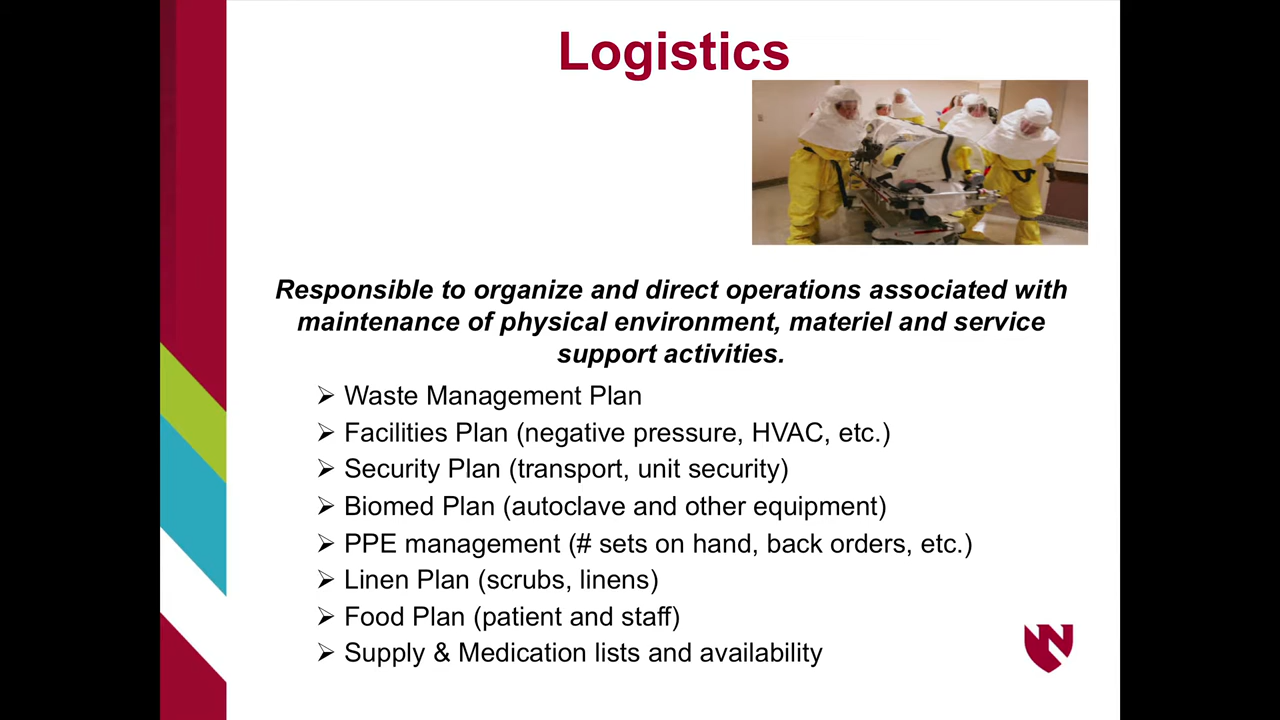 Logistics
Responsible to organize and direct operations associated with
maintenance of physical environment, materiel and service
support activities.
➢ Waste Management Plan
➢ Facilities Plan (negative pressure, HVAC, etc.)
➢ Security Plan (transport, unit security)
➢ Biomed Plan (autoclave and other equipment)
➢ PPE management (# sets on hand, back orders, etc.)
➢ Linen Plan (scrubs, linens)
➢ Food Plan (patient and staff)
➢ Supply & Medication lists and availability
N